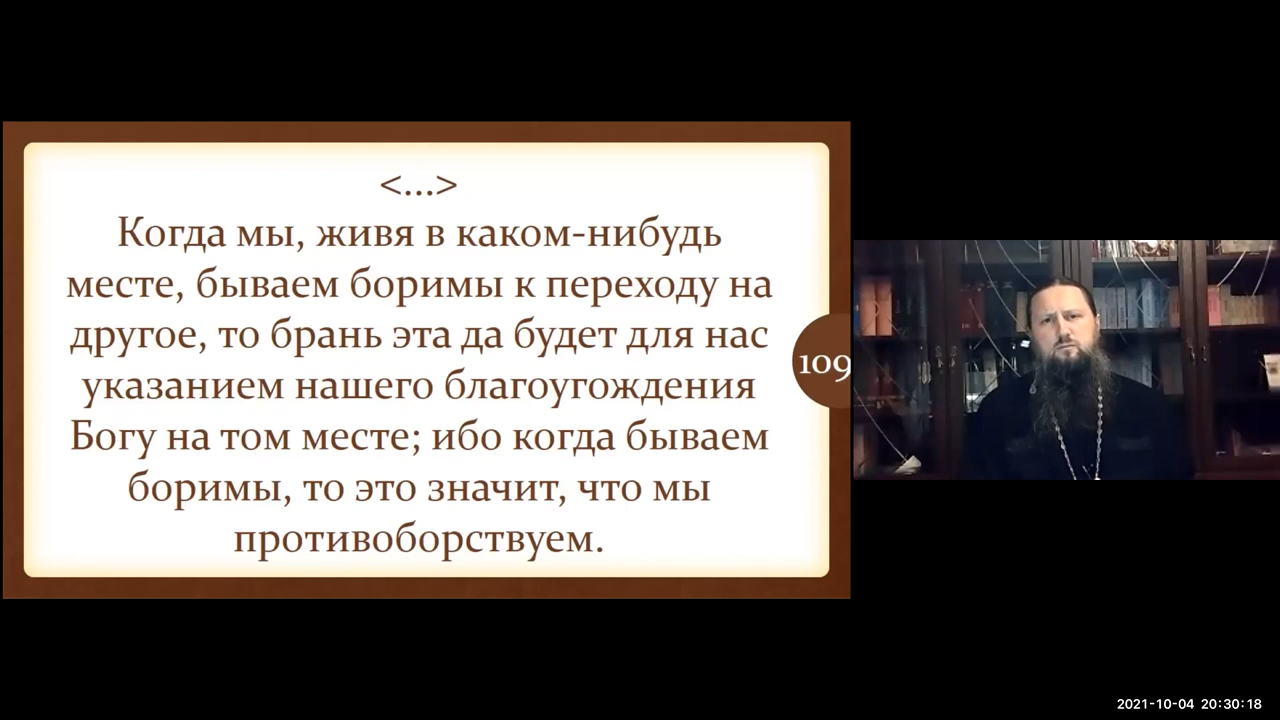 <...>
Когда мы, живя в каком-нибудь
месте, бываем боримы к переходу на
другое, то брань эта да будет для нас
указанием нашего благоугождения
Богу на том месте; ибо когда бываем
боримы, то это значит, что мы
противоборствуем.
109
2021-10-04 20:30:18